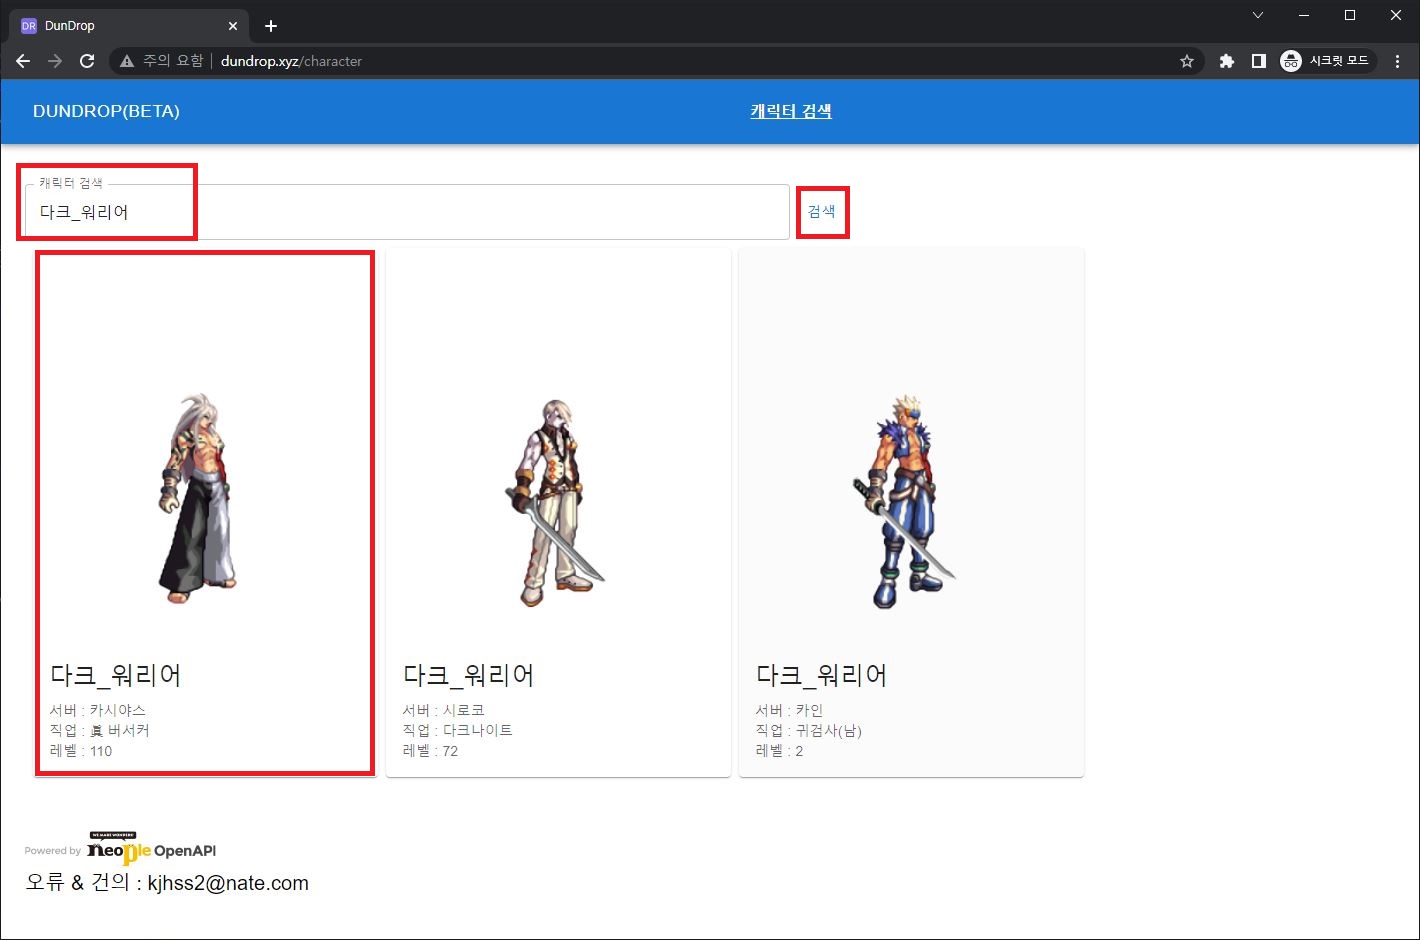 DR DunDrop
주의 요함 dundrop.xyz/character 시크릿 모드
DUNDROP(BETA) 캐릭터 검색
캐릭터 검색
다크_워리어 검색
다크_워리어
서버 : 카시야스
직업 : 眞 버서커
레벨 : 110
다크_워리어
서버 : 시로코
직업 : 다크나이트
레벨 : 72
다크_워리어
서버 : 카인
직업 : 귀검사(남)
레벨 : 2
WE MAKE WONDERS!
Powered by neople OpenAPI
오류 & 건의 : kjhss2@nate.com